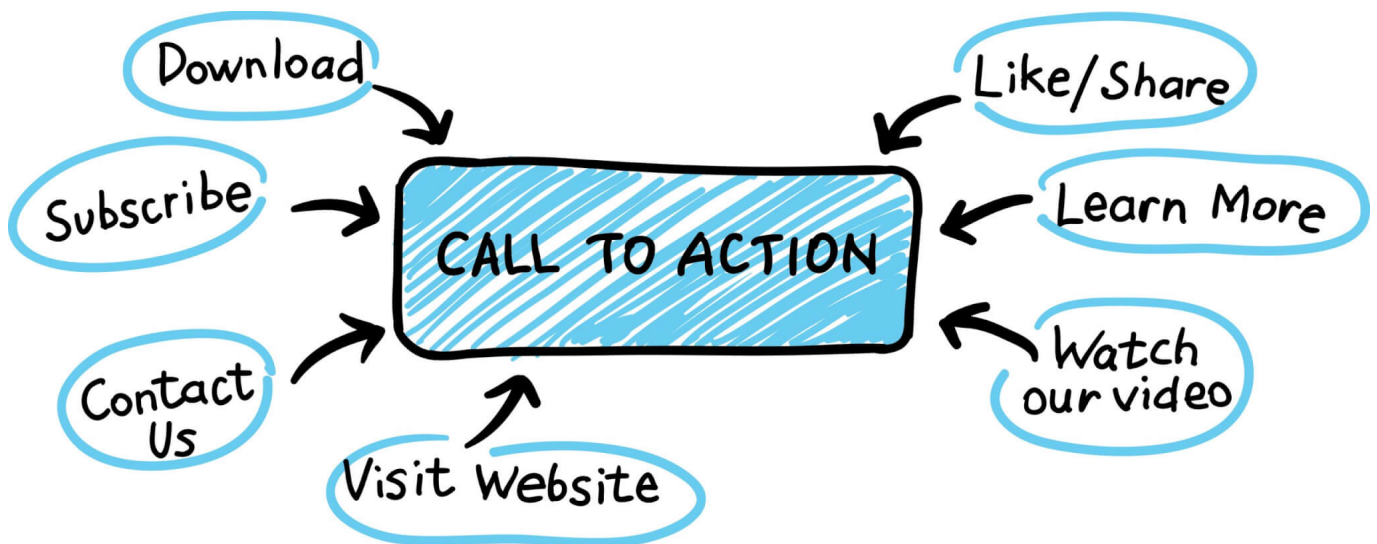 Download
Like/Share
Subscribe
Learn More
CALL TO ACTION
Contact
Us
Watch
our video
Visit Website